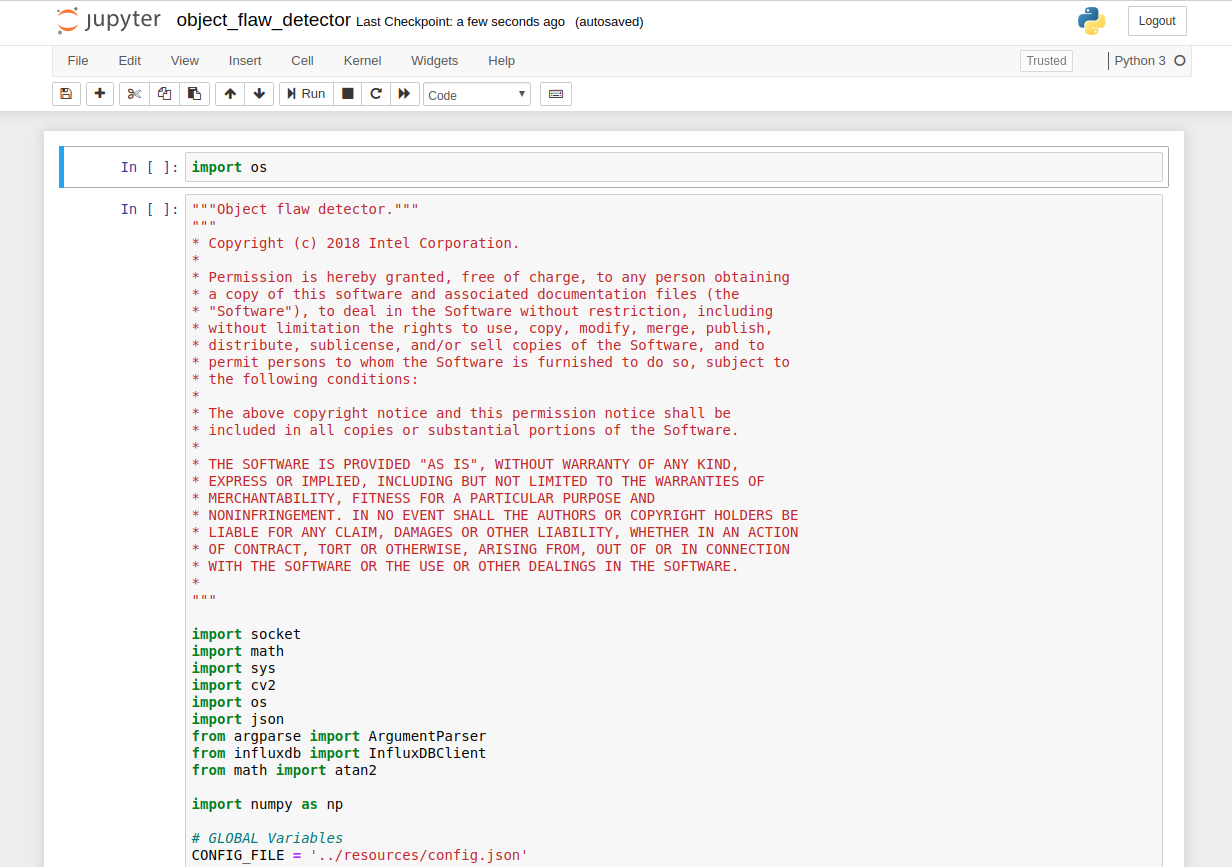 jupyter object_flaw_detector Last Checkpoint: a few seconds ago (autosaved) Logout
File Edit View Insert Cell Kernel Widgets Help Trusted Python 3
Run Code
In [ ]: import os
In [ ]: """Object flaw detector."""
"""
* Copyright (c) 2018 Intel Corporation.
*
* Permission is hereby granted, free of charge, to any person obtaining
* a copy of this software and associated documentation files (the
* "Software"), to deal in the Software without restriction, including
* without limitation the rights to use, copy, modify, merge, publish,
* distribute, sublicense, and/or sell copies of the Software, and to
* permit persons to whom the Software is furnished to do so, subject to
* the following conditions:
*
* The above copyright notice and this permission notice shall be
* included in all copies or substantial portions of the Software.
*
* THE SOFTWARE IS PROVIDED "AS IS", WITHOUT WARRANTY OF ANY KIND,
* EXPRESS OR IMPLIED, INCLUDING BUT NOT LIMITED TO THE WARRANTIES OF
* MERCHANTABILITY, FITNESS FOR A PARTICULAR PURPOSE AND
* NONINFRINGEMENT. IN NO EVENT SHALL THE AUTHORS OR COPYRIGHT HOLDERS BE
* LIABLE FOR ANY CLAIM, DAMAGES OR OTHER LIABILITY, WHETHER IN AN ACTION
* OF CONTRACT, TORT OR OTHERWISE, ARISING FROM, OUT OF OR IN CONNECTION
* WITH THE SOFTWARE OR THE USE OR OTHER DEALINGS IN THE SOFTWARE.
*
"""
import socket
import math
import sys
import cv2
import os
import json
from argparse import ArgumentParser
from influxdb import InfluxDBClient
from math import atan2
import numpy as np
# GLOBAL Variables
CONFIG_FILE = '../resources/config.json'